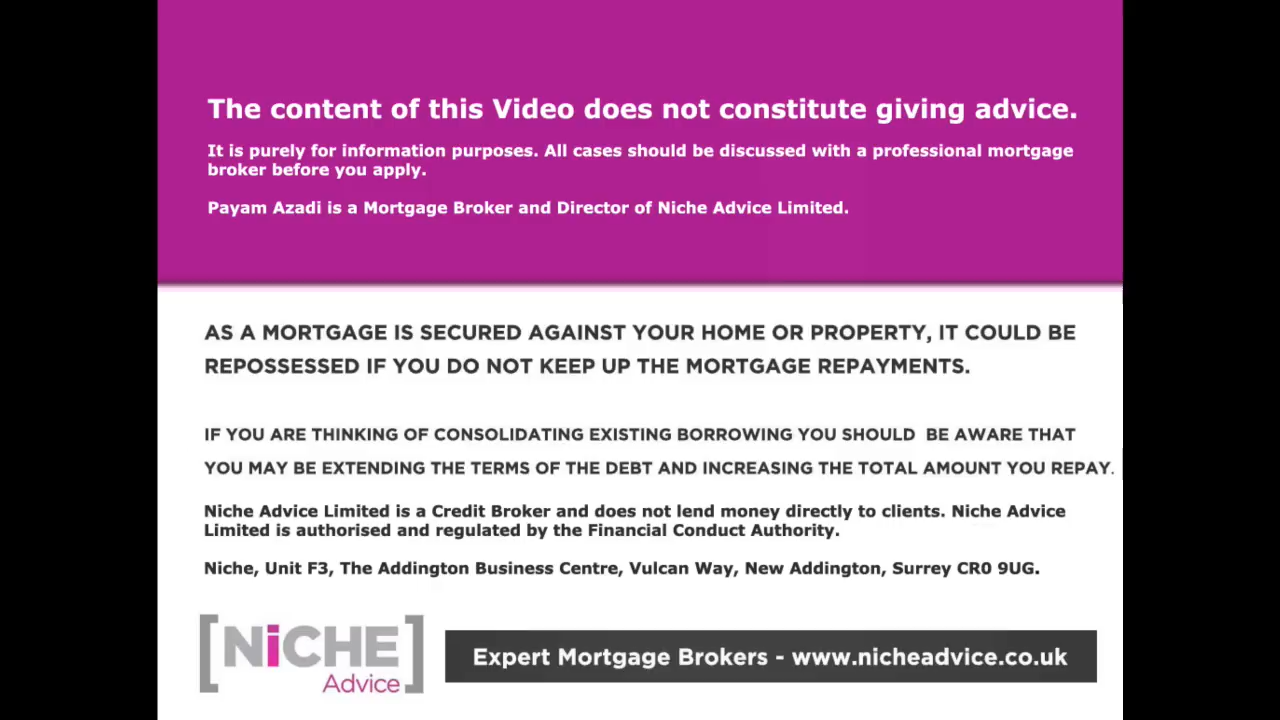 The content of this Video does not constitute giving advice.
It is purely for information purposes. All cases should be discussed with a professional mortgage
broker before you apply.
Payam Azadi is a Mortgage Broker and Director of Niche Advice Limited.
AS A MORTGAGE IS SECURED AGAINST YOUR HOME OR PROPERTY, IT COULD BE
REPOSSESSED IF YOU DO NOT KEEP UP THE MORTGAGE REPAYMENTS.
IF YOU ARE THINKING OF CONSOLIDATING EXISTING BORROWING YOU SHOULD BE AWARE THAT
YOU MAY BE EXTENDING THE TERMS OF THE DEBT AND INCREASING THE TOTAL AMOUNT YOU REPAY.
Niche Advice Limited is a Credit Broker and does not lend money directly to clients. Niche Advice
Limited is authorised and regulated by the Financial Conduct Authority.
Niche, Unit F3, The Addington Business Centre, Vulcan Way, New Addington, Surrey CR0 9UG.
[NiCHE
Advice]
Expert Mortgage Brokers - www.nicheadvice.co.uk